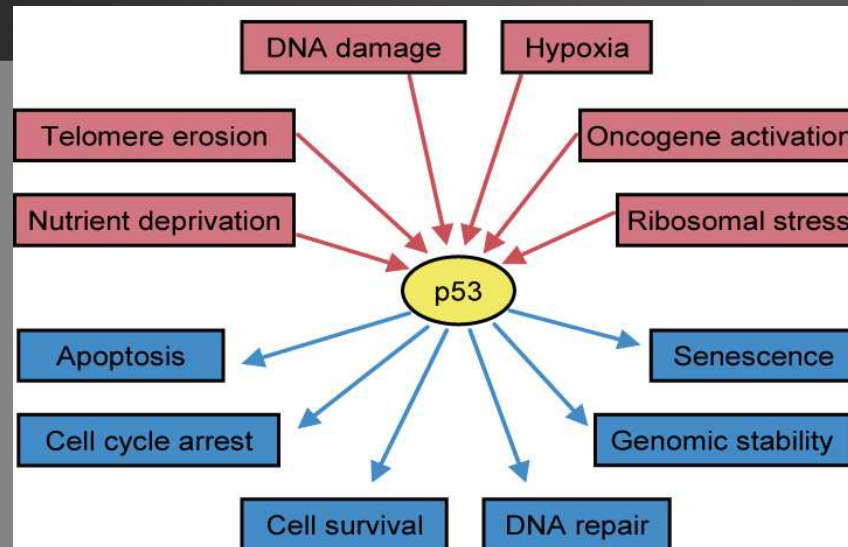 DNA damage
Hypoxia
Telomere erosion
Oncogene activation
Nutrient deprivation
Ribosomal stress
p53
Apoptosis
Senescence
Cell cycle arrest
Genomic stability
Cell survival
DNA repair